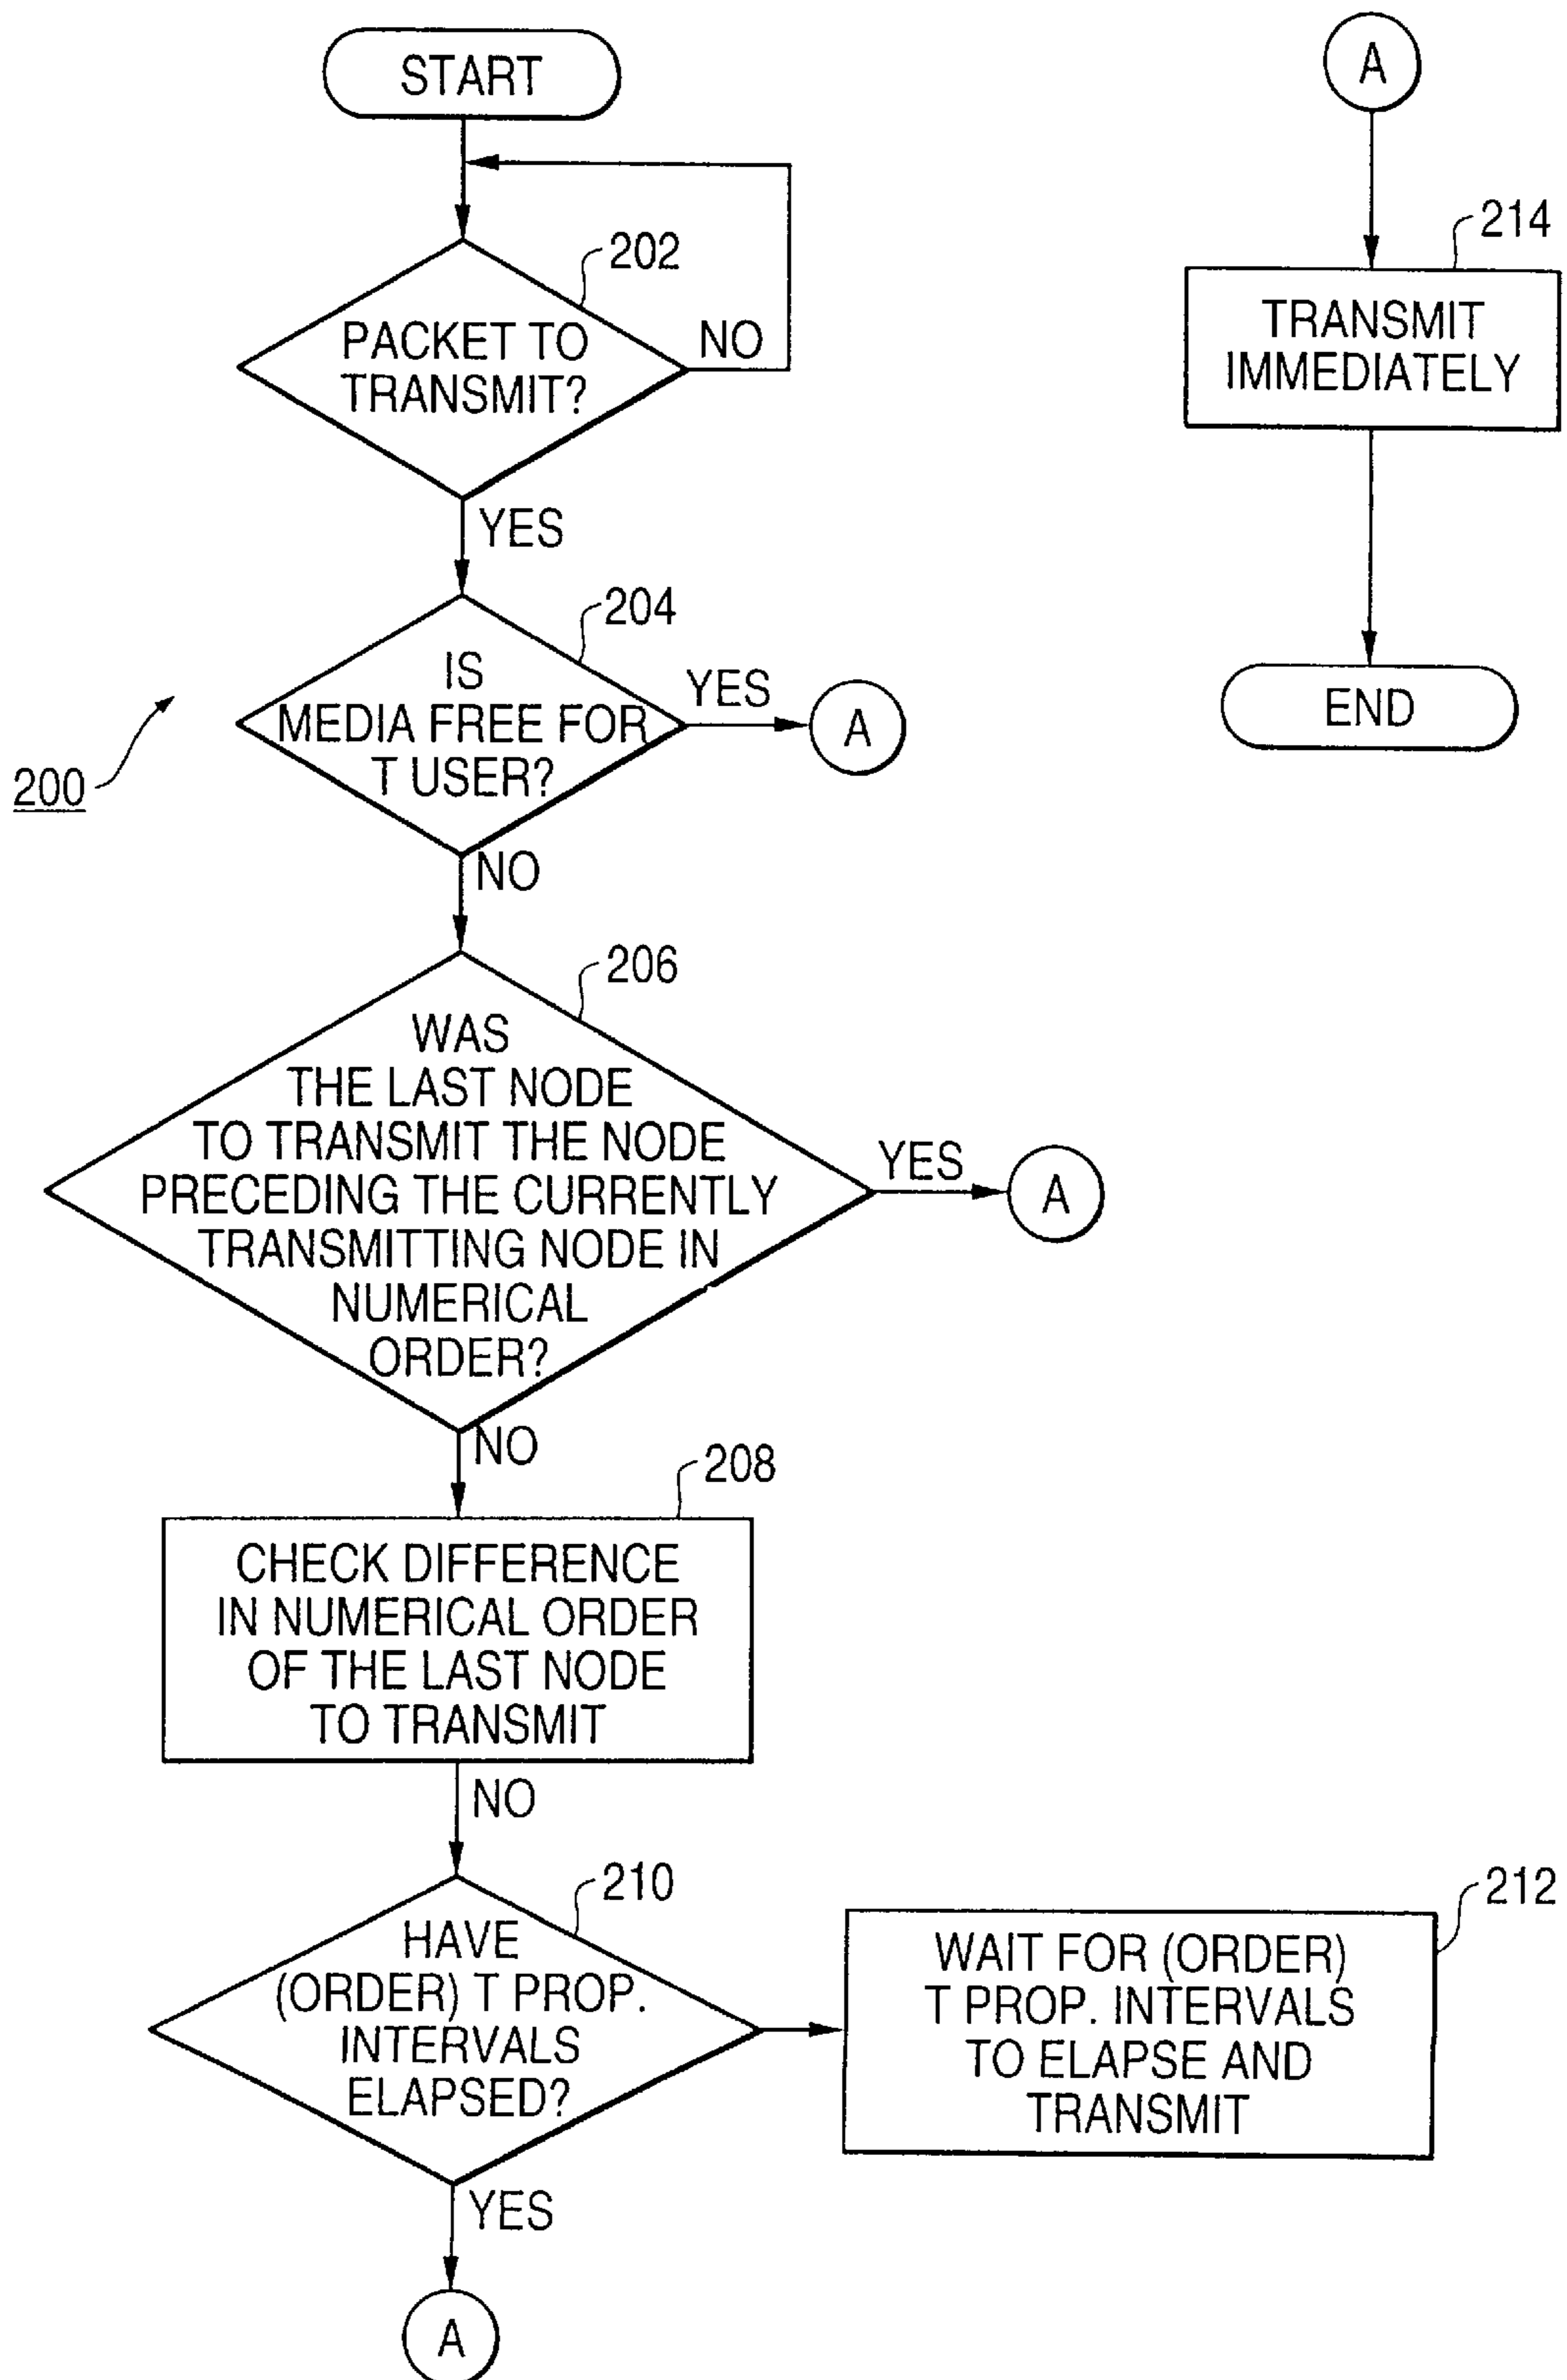 START
202
PACKET TO
TRANSMIT?
NO
YES
204
IS
MEDIA FREE FOR
T USER?
YES
A
200
NO
206
WAS
THE LAST NODE
TO TRANSMIT THE NODE
PRECEDING THE CURRENTLY
TRANSMITTING NODE IN
NUMERICAL
ORDER?
YES
A
NO
208
CHECK DIFFERENCE
IN NUMERICAL ORDER
OF THE LAST NODE
TO TRANSMIT
NO
210
HAVE
(ORDER) T PROP.
INTERVALS
ELAPSED?
212
WAIT FOR (ORDER)
T PROP. INTERVALS
TO ELAPSE AND
TRANSMIT
YES
A
A
214
TRANSMIT
IMMEDIATELY
END